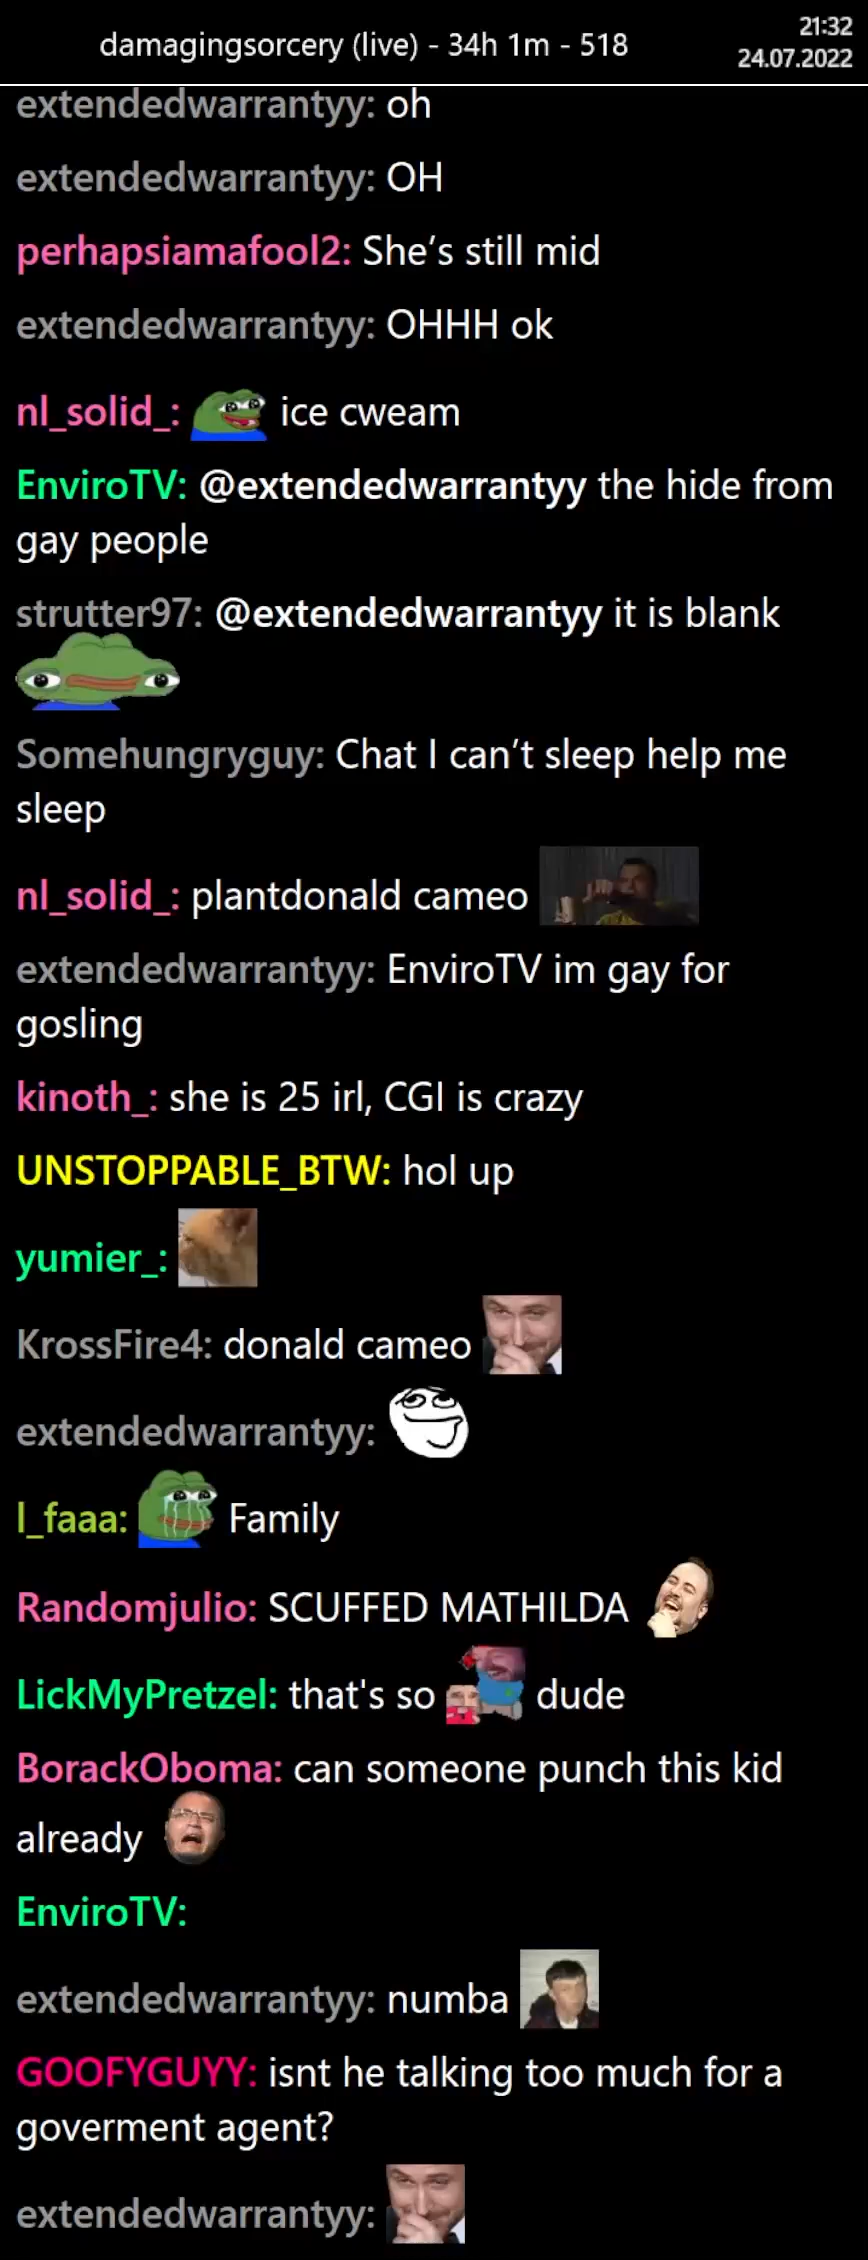 damagingsorcery (live) - 34h 1m - 518
21:32
24.07.2022
extendedwarrantyy: oh
extendedwarrantyy: OH
perhapsiamafool2: She’s still mid
extendedwarrantyy: OHHH ok
nl_solid_: ice cweam
EnviroTV: @extendedwarrantyy the hide from
gay people
strutter97: @extendedwarrantyy it is blank
Somehungryguy: Chat I can’t sleep help me
sleep
nl_solid_: plantdonald cameo
extendedwarrantyy: EnviroTV im gay for
gosling
kinoth_: she is 25 irl, CGI is crazy
UNSTOPPABLE_BTW: hol up
yumier_:
KrossFire4: donald cameo
extendedwarrantyy:
l_faaa: Family
Randomjulio: SCUFFED MATHILDA
LickMyPretzel: that's so dude
BorackOboma: can someone punch this kid
already
EnviroTV:
extendedwarrantyy: numba
GOOFYGUYY: isnt he talking too much for a
goverment agent?
extendedwarrantyy: